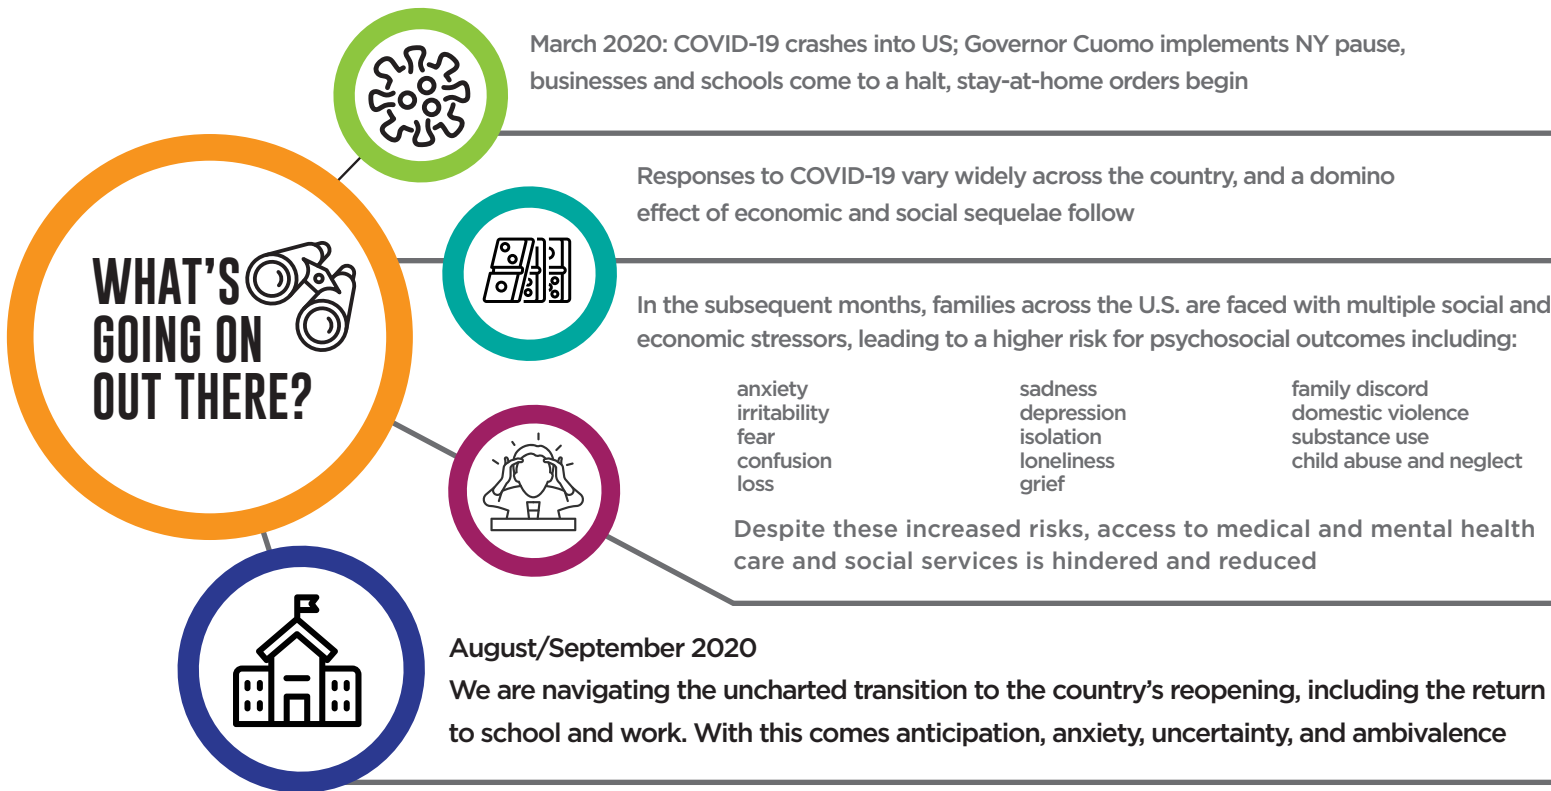 March 2020: COVID-19 crashes into US; Governor Cuomo implements NY pause,
businesses and schools come to a halt, stay-at-home orders begin
Responses to COVID-19 vary widely across the country, and a domino
effect of economic and social sequelae follow
WHAT'S
GOING ON
OUT THERE?
In the subsequent months, families across the U.S. are faced with multiple social and
economic stressors, leading to a higher risk for psychosocial outcomes including:
anxiety
irritability
fear
confusion
loss
sadness
depression
isolation
loneliness
grief
family discord
domestic violence
substance use
child abuse and neglect
Despite these increased risks, access to medical and mental health
care and social services is hindered and reduced
August/September 2020
We are navigating the uncharted transition to the country's reopening, including the return
to school and work. With this comes anticipation, anxiety, uncertainty, and ambivalence